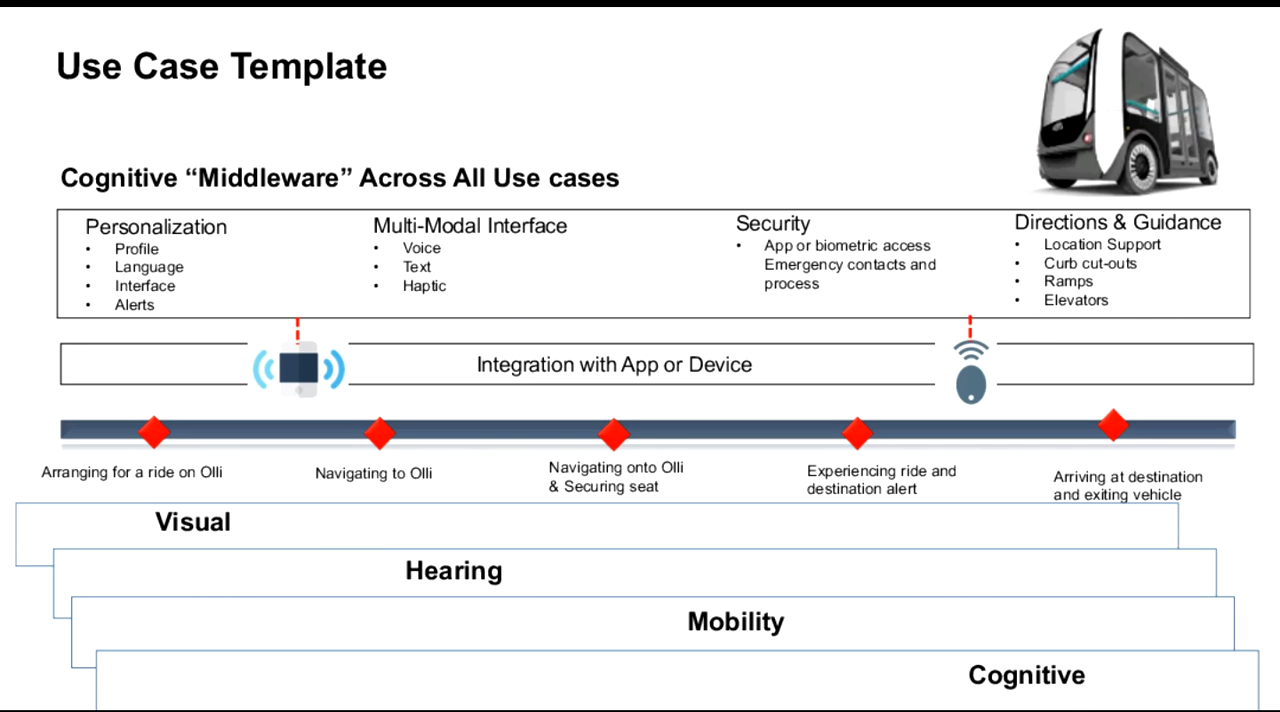 Use Case Template
Cognitive “Middleware” Across All Use cases
Personalization
• Profile
• Language
• Interface
• Alerts
Multi-Modal Interface
• Voice
• Text
• Haptic
Security
• App or biometric access
Emergency contacts and
process
Directions & Guidance
• Location Support
• Curb cut-outs
• Ramps
• Elevators
Integration with App or Device
Arranging for a ride on Olli
Navigating to Olli
Navigating onto Olli
& Securing seat
Experiencing ride and
destination alert
Arriving at destination
and exiting vehicle
Visual
Hearing
Mobility
Cognitive